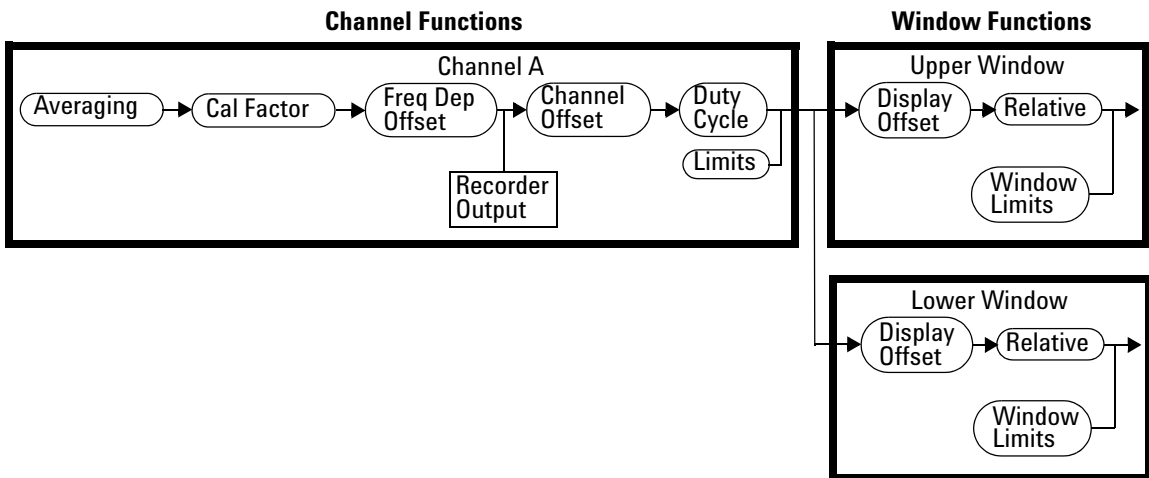 Channel Functions
Window Functions
Channel A
Averaging
Cal Factor
Freq Dep
Offset
Channel
Offset
Duty
Cycle
Limits
Recorder
Output
Upper Window
Display
Offset
Relative
Window
Limits
Lower Window
Display
Offset
Relative
Window
Limits